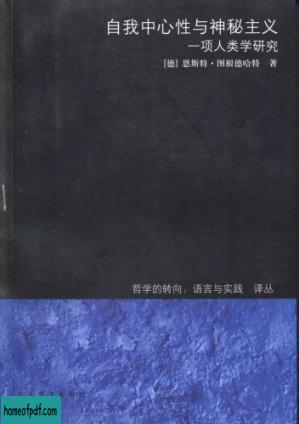 自我中心性与神秘主义
一项人类学研究
[德] 恩斯特·图根德哈特 著
哲学的转向：语言与实践 译丛
homeofpdf.com